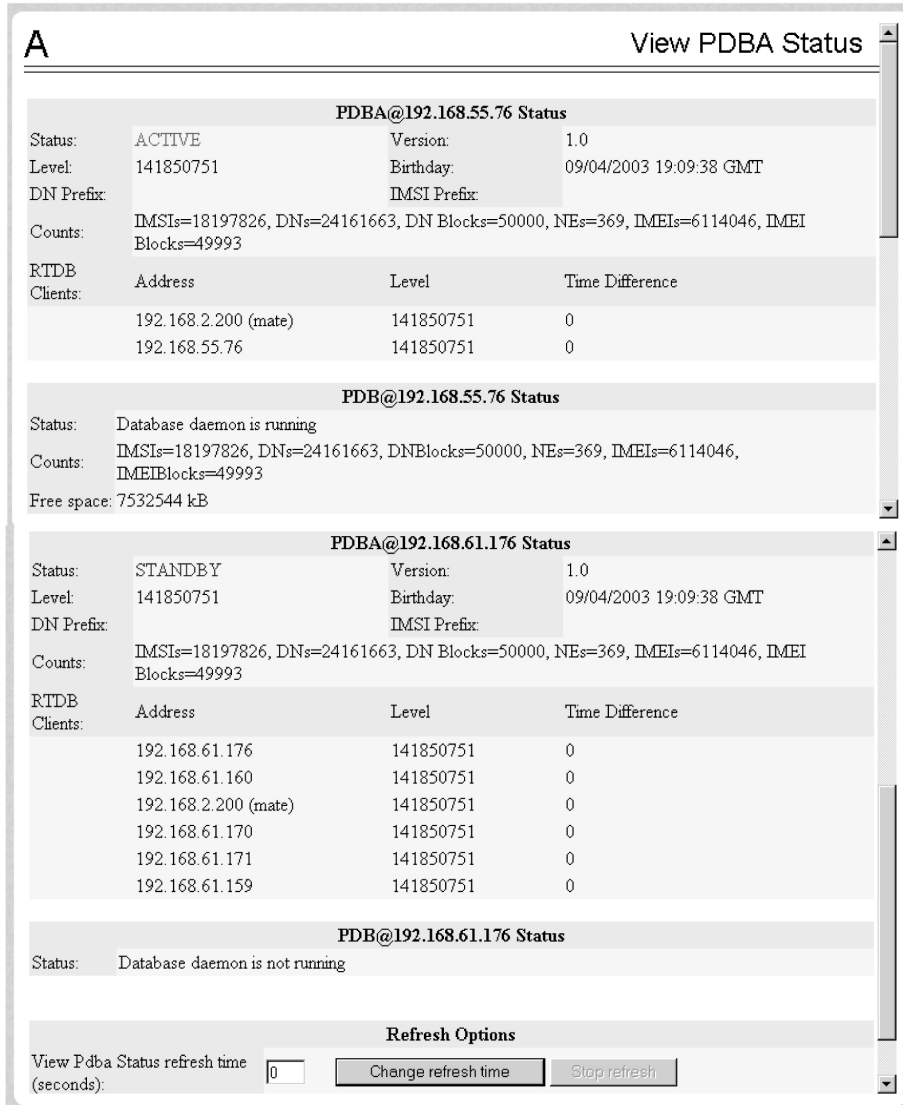 A View PDBA Status
PDBA@192.168.55.76 Status
Status: ACTIVE Version: 1.0
Level: 141850751 Birthday: 09/04/2003 19:09:38 GMT
DN Prefix: IMSI Prefix:
Counts: IMSIs=18197826, DNs=24161663, DN Blocks=50000, NEs=369, IMEIs=6114046, IMEI
Blocks=49993
RTDB
Clients: Address Level Time Difference
192.168.2.200 (mate) 141850751 0
192.168.55.76 141850751 0
PDB@192.168.55.76 Status
Status: Database daemon is running
Counts: IMSIs=18197826, DNs=24161663, DNBlocks=50000, NEs=369, IMEIs=6114046,
IMEIBlocks=49993
Free space: 7532544 kB
PDBA@192.168.61.176 Status
Status: STANDBY Version: 1.0
Level: 141850751 Birthday: 09/04/2003 19:09:38 GMT
DN Prefix: IMSI Prefix:
Counts: IMSIs=18197826, DNs=24161663, DN Blocks=50000, NEs=369, IMEIs=6114046, IMEI
Blocks=49993
RTDB
Clients: Address Level Time Difference
192.168.61.176 141850751 0
192.168.61.160 141850751 0
192.168.2.200 (mate) 141850751 0
192.168.61.170 141850751 0
192.168.61.171 141850751 0
192.168.61.159 141850751 0
PDB@192.168.61.176 Status
Status: Database daemon is not running
Refresh Options
View Pdba Status refresh time
(seconds): 0 Change refresh time Stop refresh